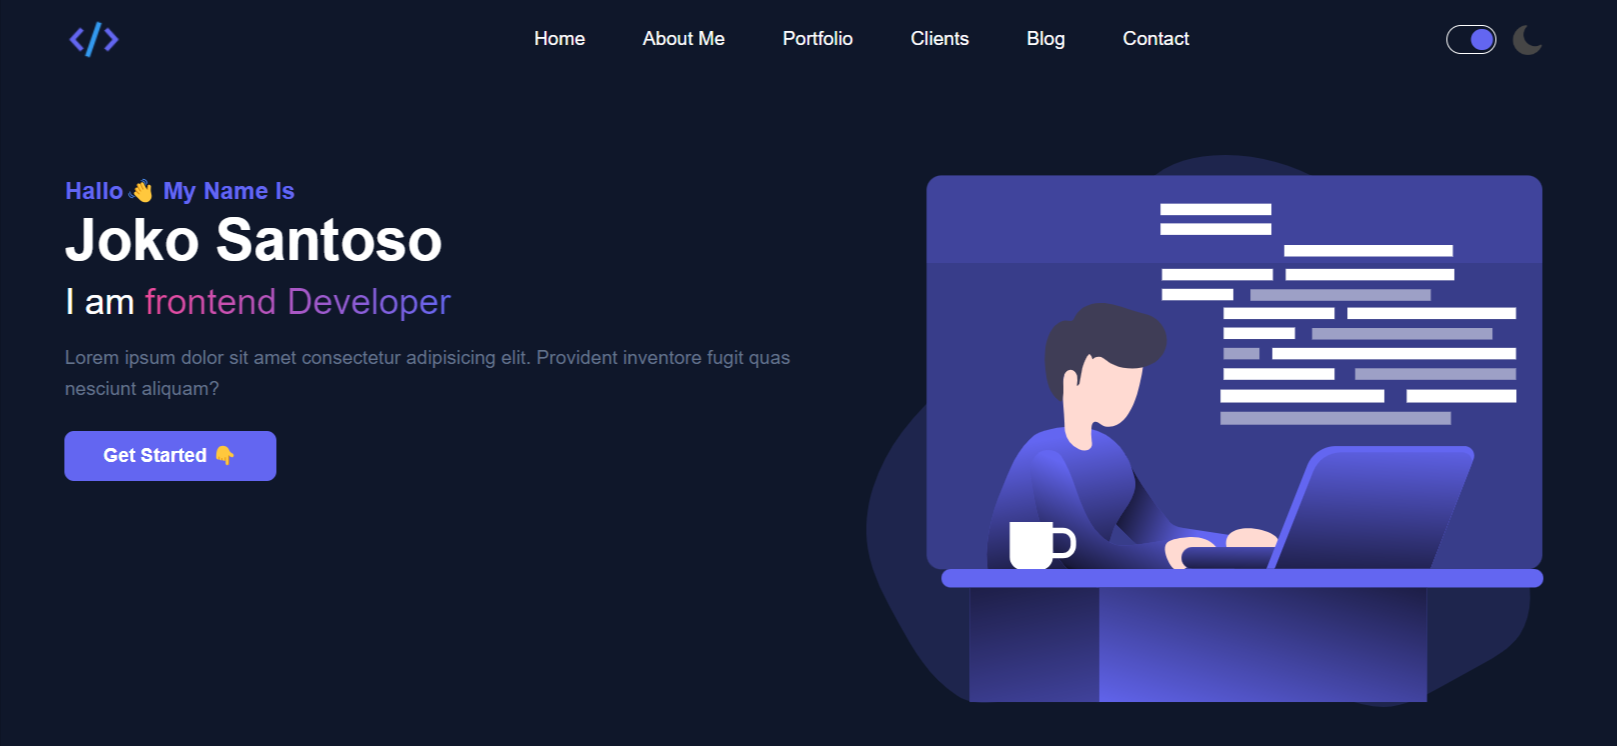 </>
Home About Me Portfolio Clients Blog Contact
Hallo 👋 My Name Is
Joko Santoso
I am frontend Developer
Lorem ipsum dolor sit amet consectetur adipisicing elit. Provident inventore fugit quas
nesciunt aliquam?
Get Started 👇